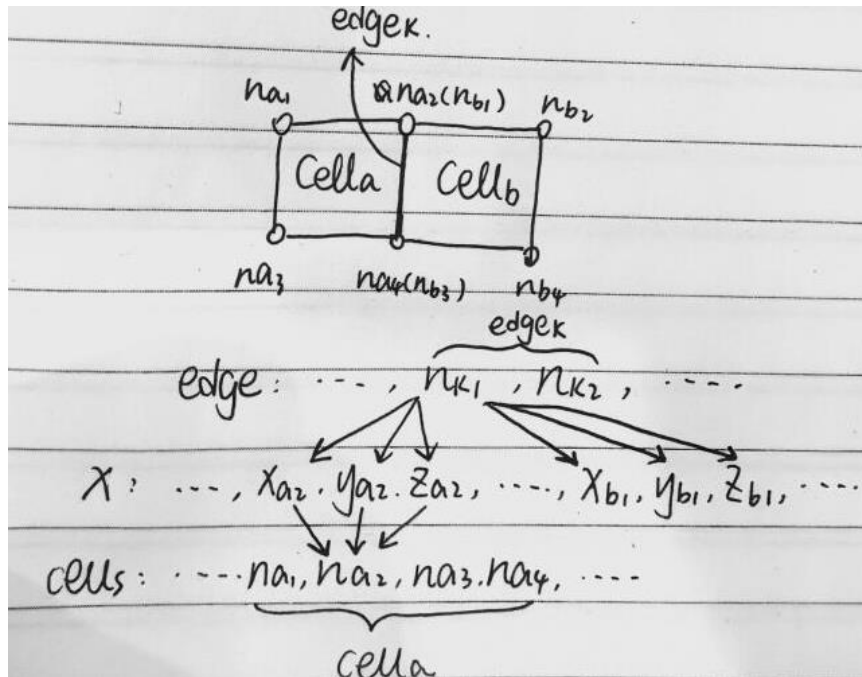 edgeK.
na1 na2(nb1) nb2
Cella Cellb
na3 na4(nb3) nb4
edgeK
edge: ...., nK1, nK2, .....
X: ...., xa2. ya2. za2, ...., xb1, yb1, zb1, ....
cells: .....na1, na2, na3. na4, ....
cella